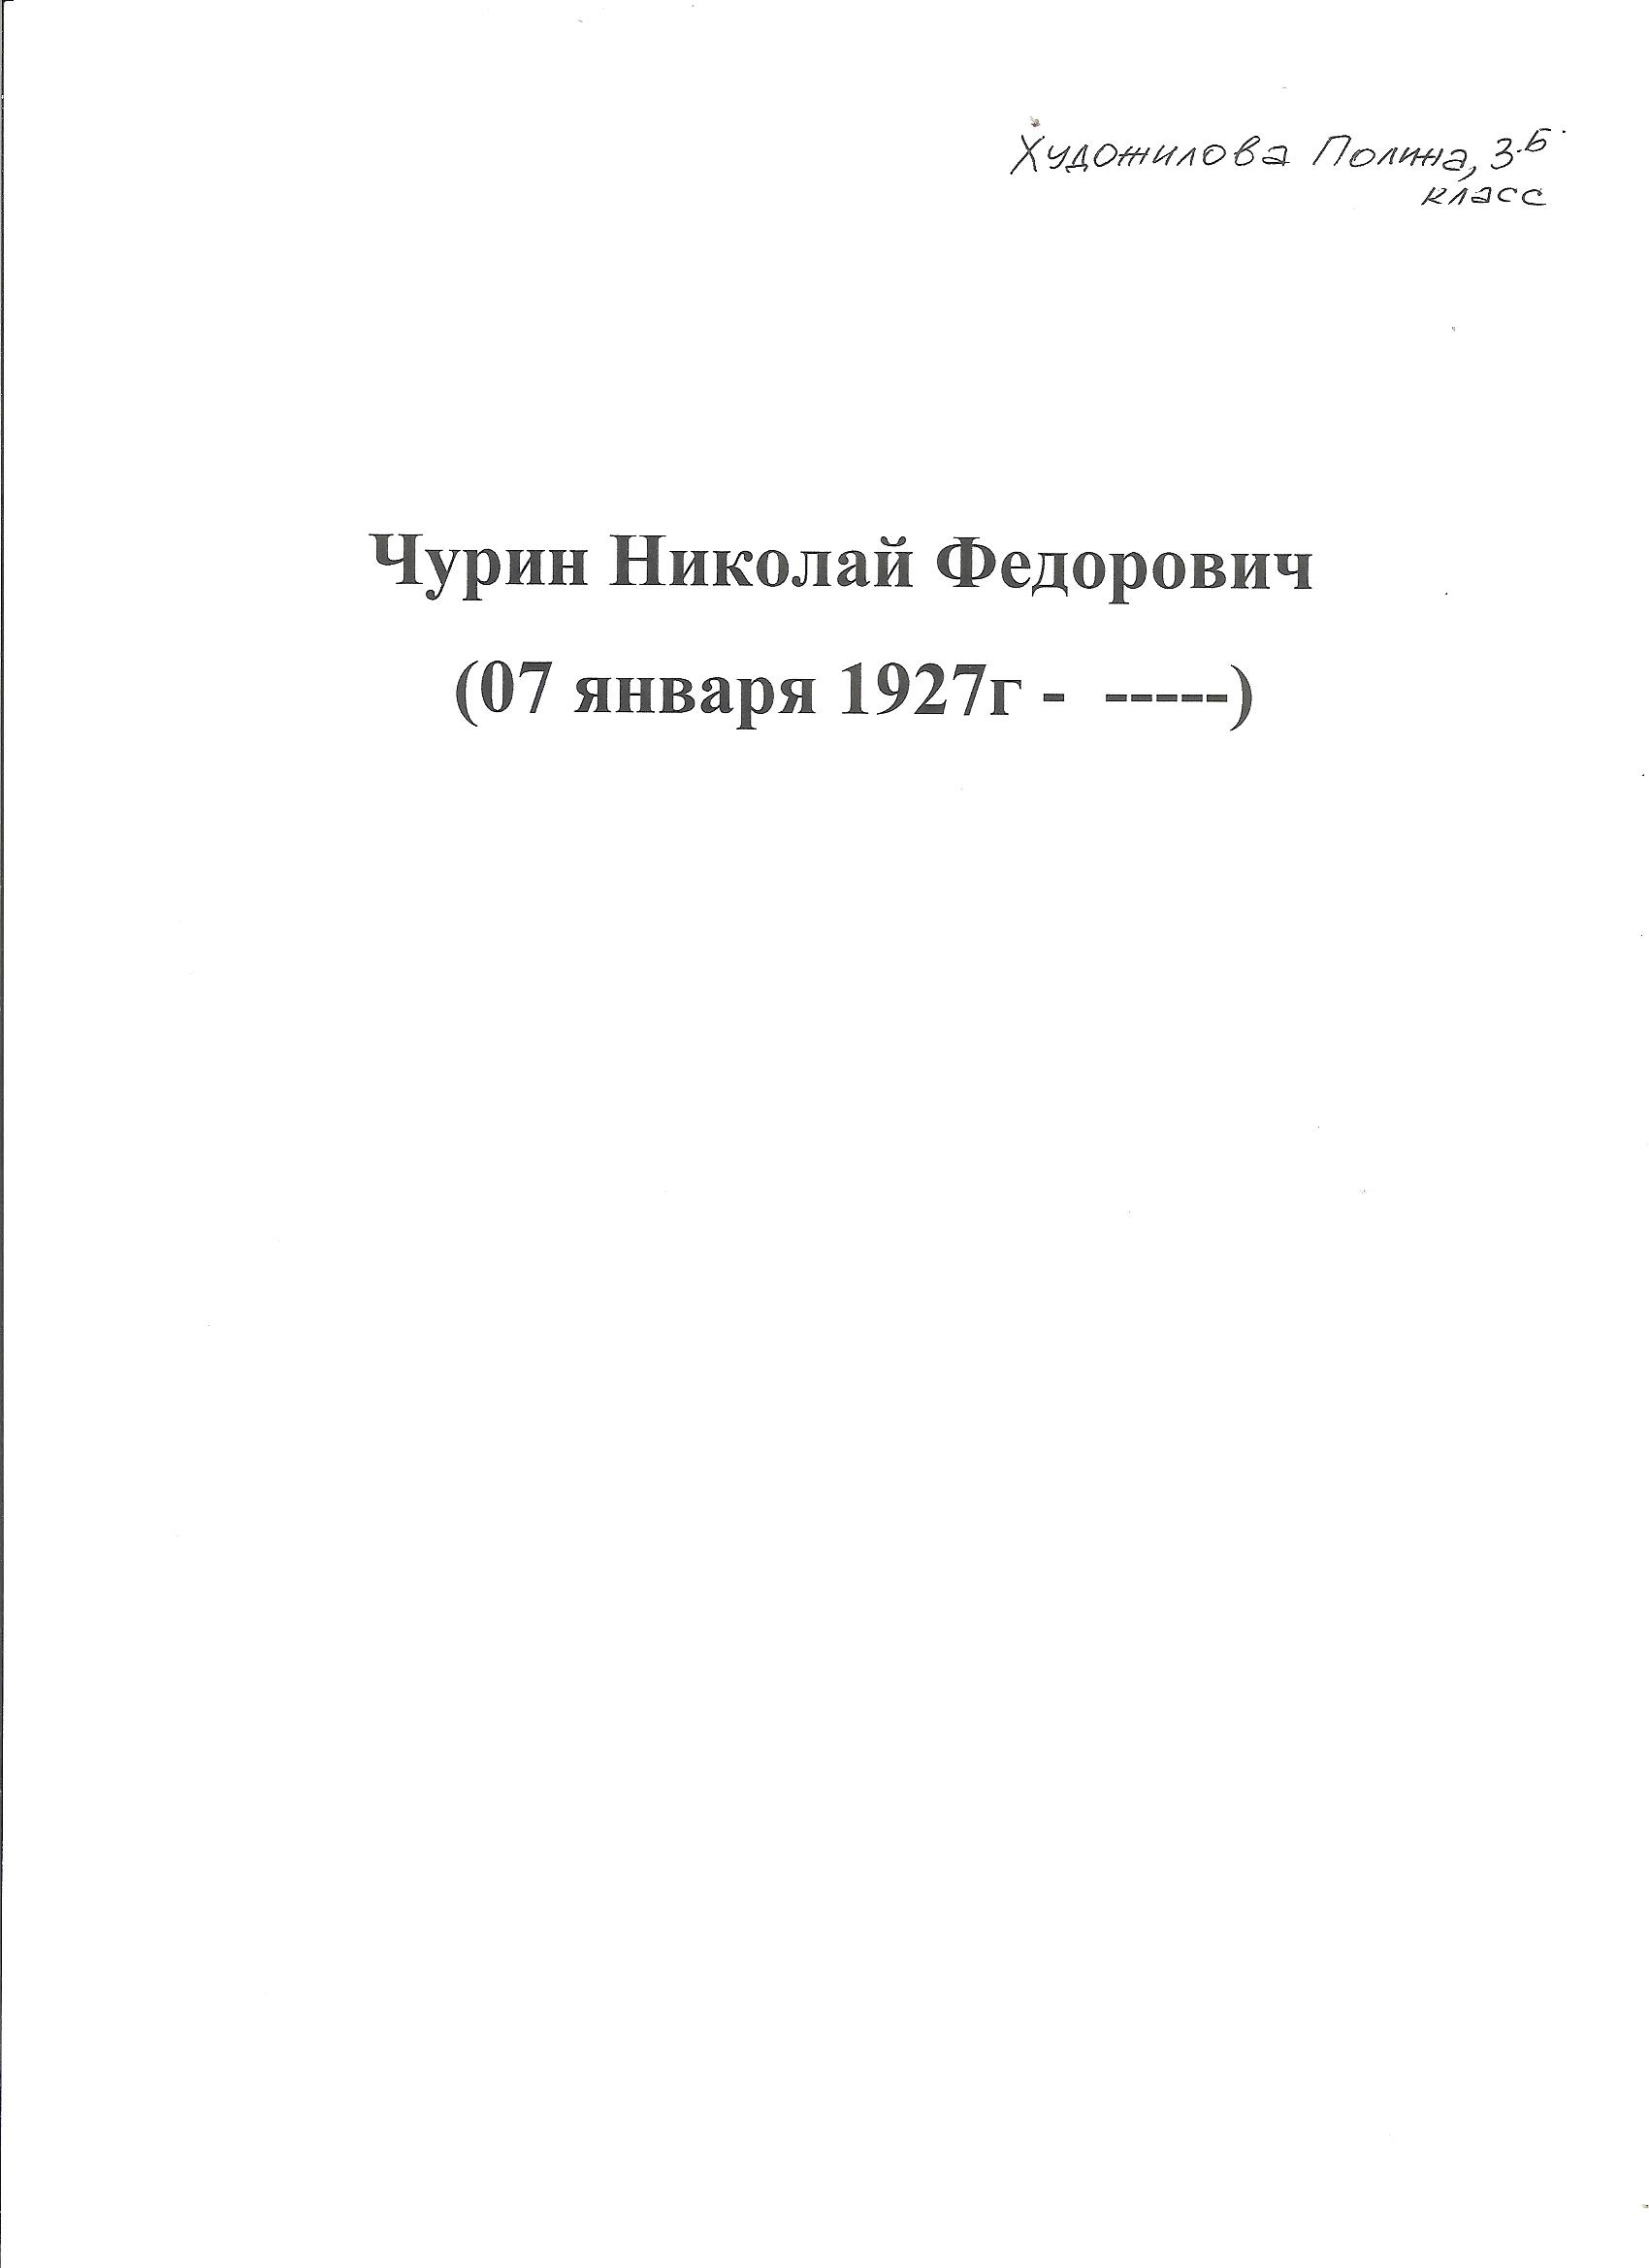 Художилова Полина, 3-Б
класс
Чурин Николай Федорович
(07 января 1927г -  -----)